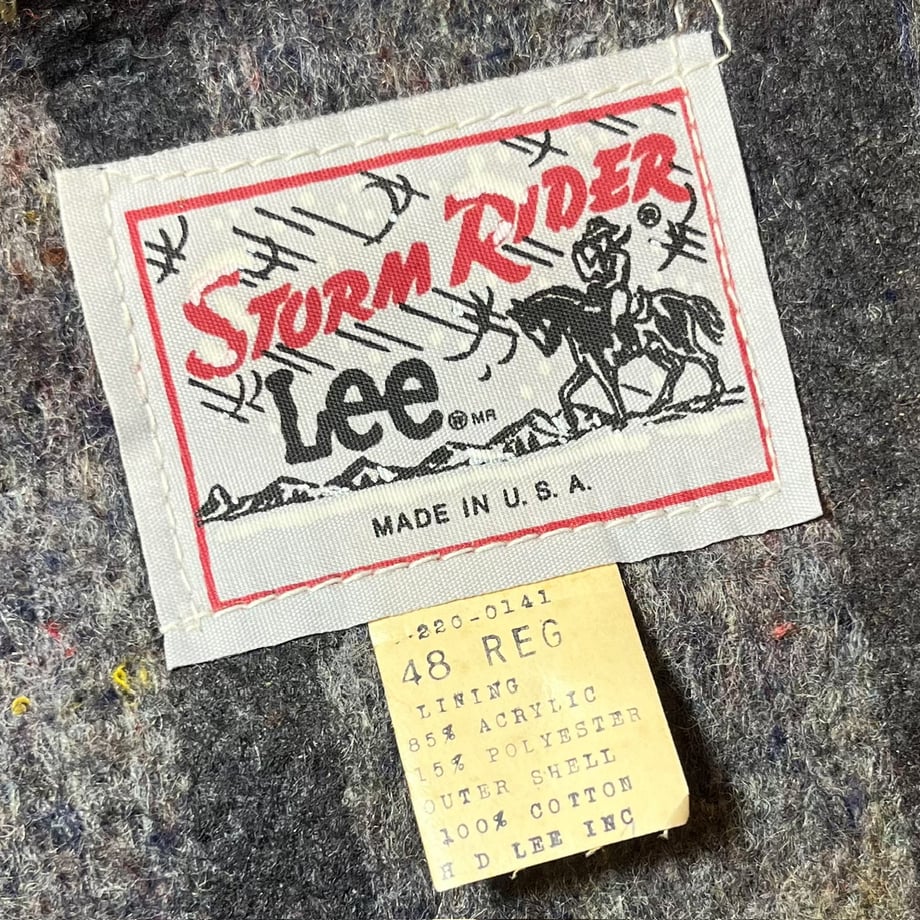 STORM RIDER ®
Lee ® MR
MADE IN U.S.A.
220-0141
48 REG
LINING
85% ACRYLIC
15% POLYESTER
OUTER SHELL
100% COTTON
H D LEE INC